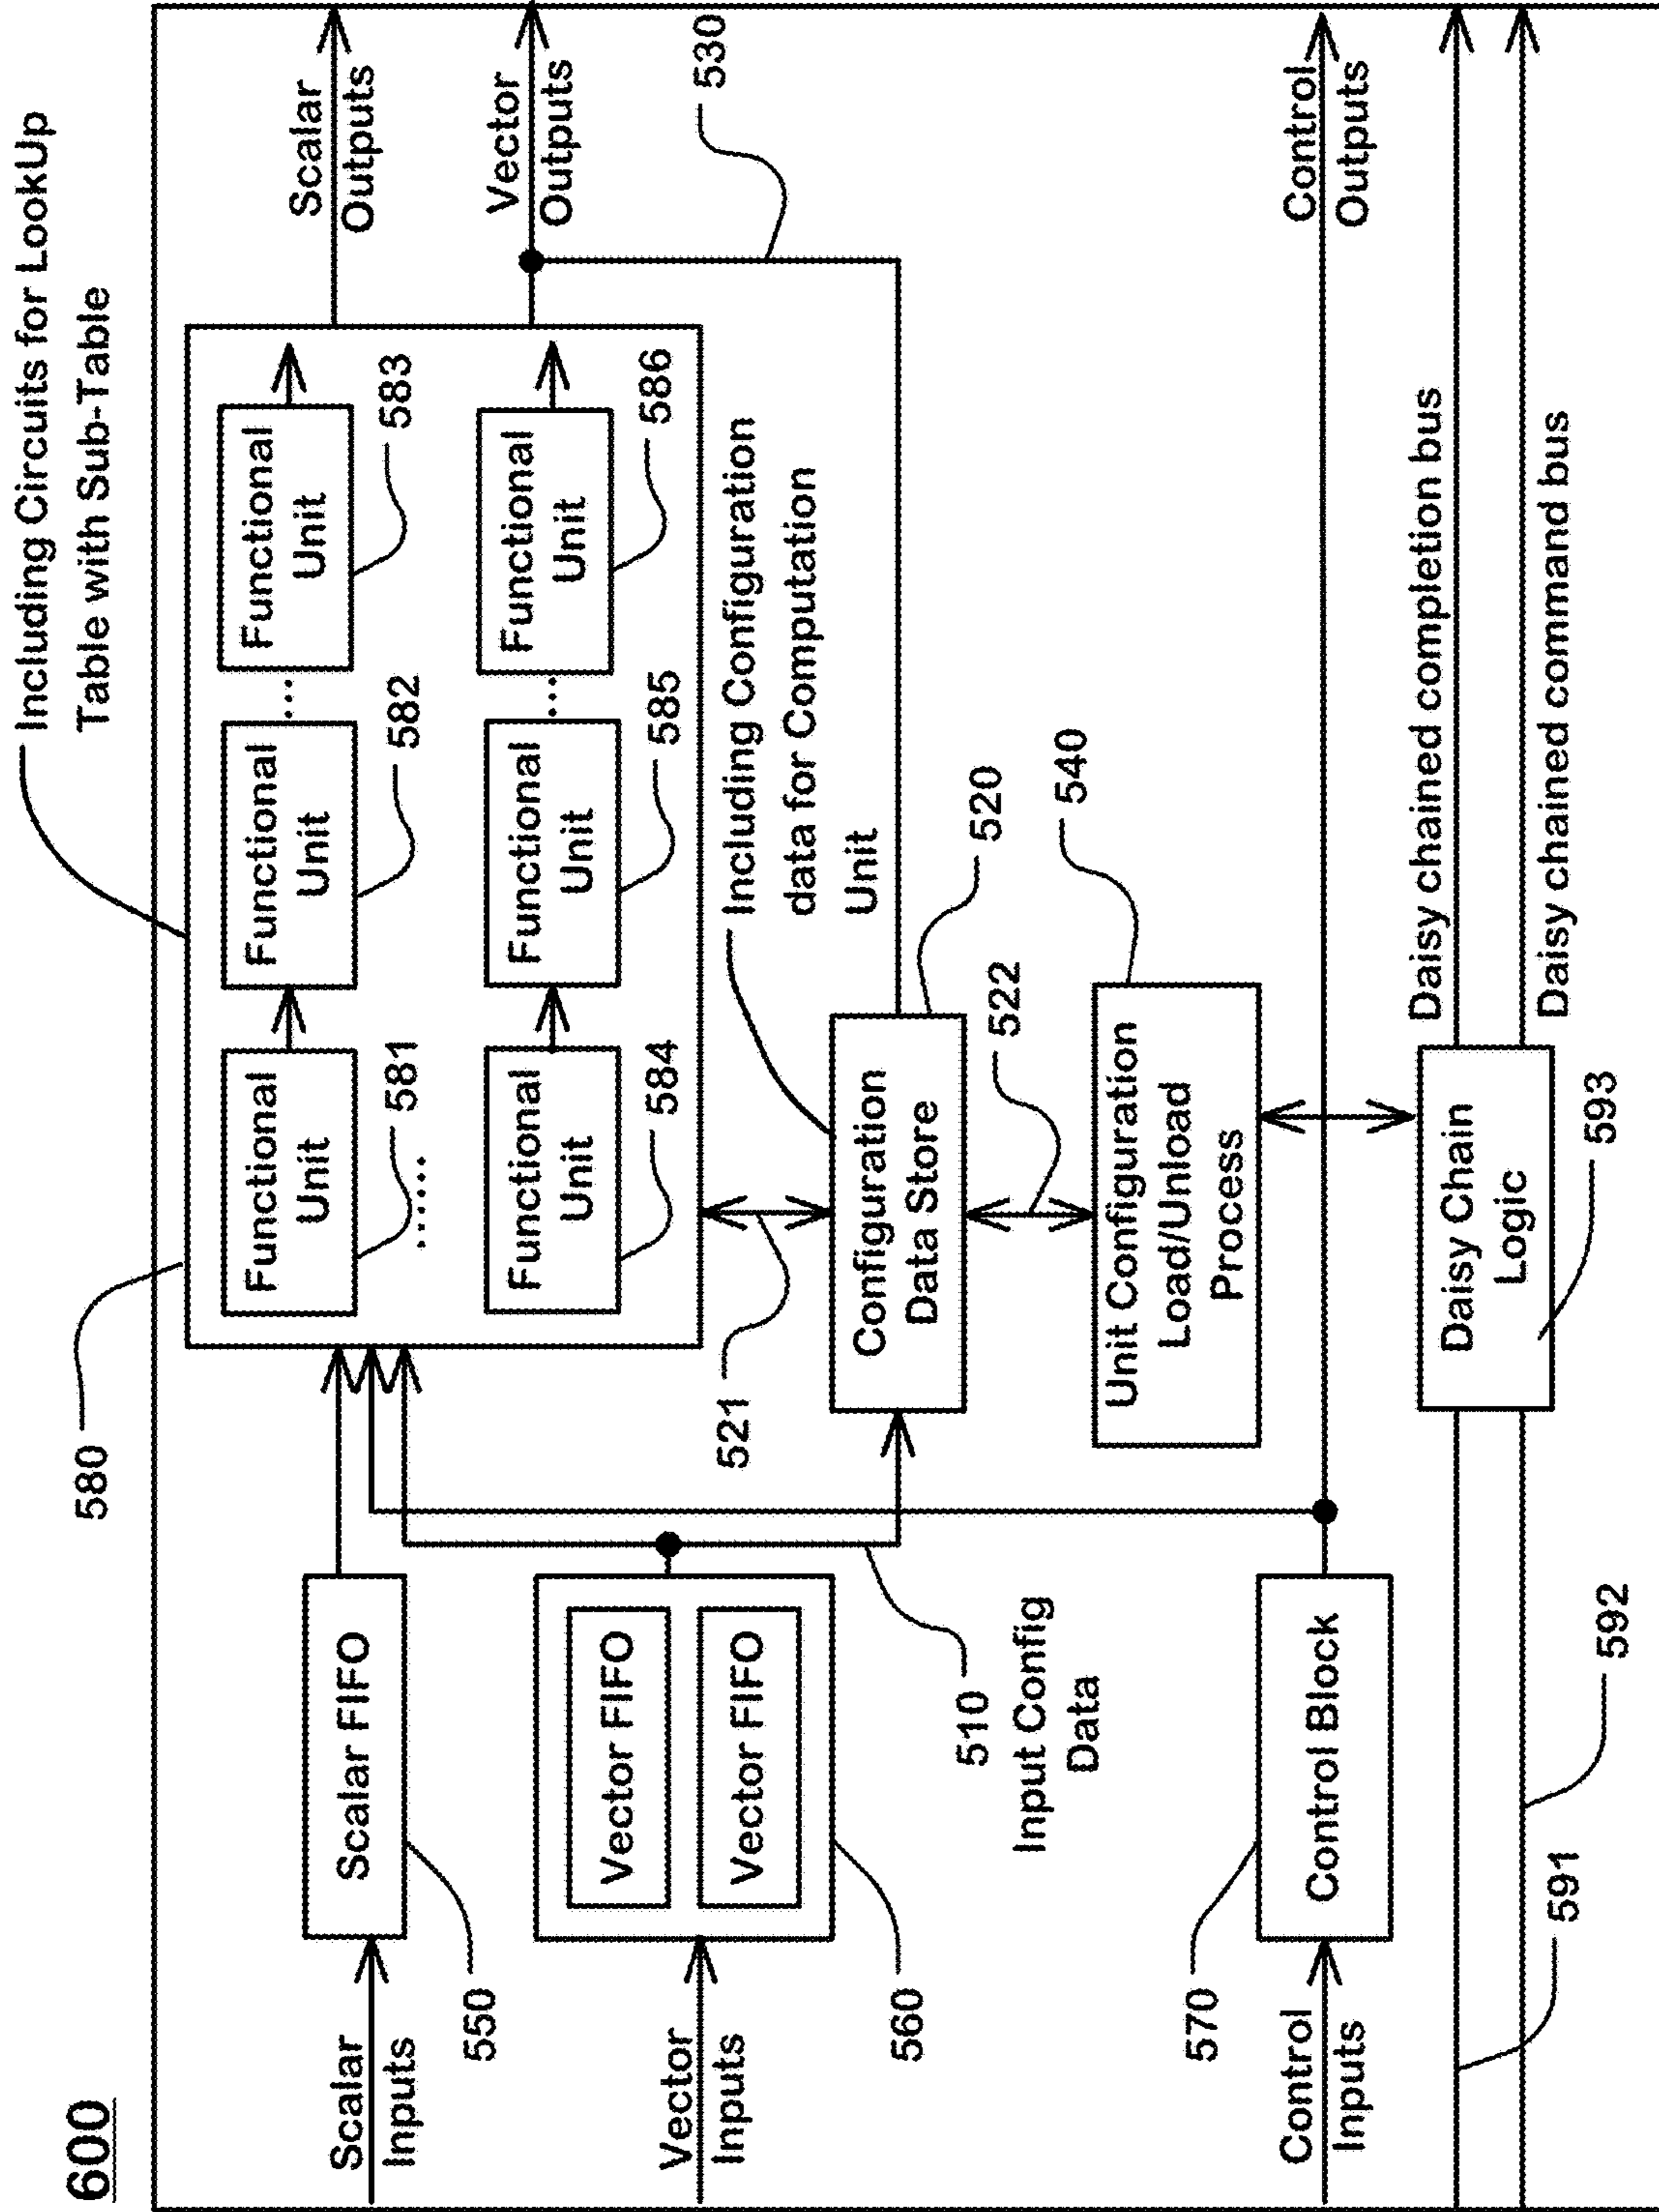 600
Including Circuits for LookUp
Table with Sub-Table
580
Scalar
Inputs
Scalar FIFO
550
Functional
Unit
581
Functional
Unit
582
...
Functional
Unit
583
Scalar
Outputs
......
Vector
Inputs
Vector FIFO
Vector FIFO
560
Functional
Unit
584
Functional
Unit
585
...
Functional
Unit
586
Vector
Outputs
530
521
Including Configuration
data for Computation
Unit
510
Input Config
Data
Configuration
Data Store
520
522
Unit Configuration
Load/Unload
Process
540
Control
Inputs
570
Control Block
Control
Outputs
Daisy chained completion bus
Daisy Chain
Logic
593
Daisy chained command bus
591
592